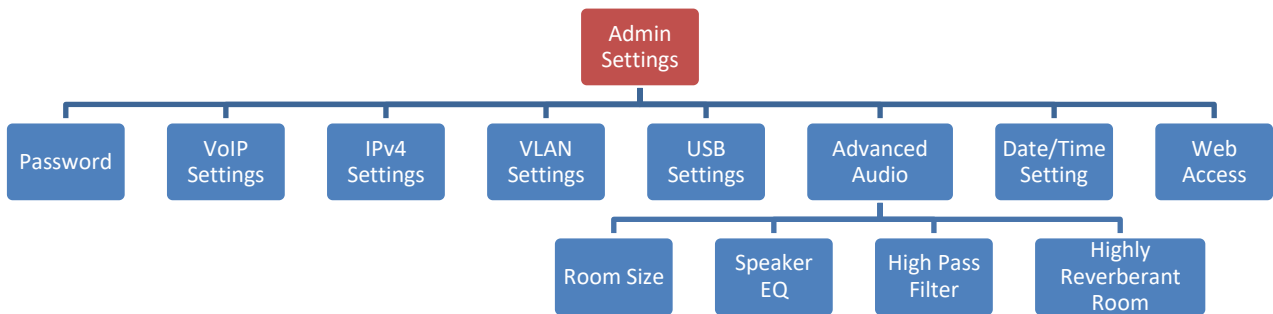 Admin
Settings
Password
VoIP
Settings
IPv4
Settings
VLAN
Settings
USB
Settings
Advanced
Audio
Date/Time
Setting
Web
Access
Room Size
Speaker
EQ
High Pass
Filter
Highly
Reverberant
Room